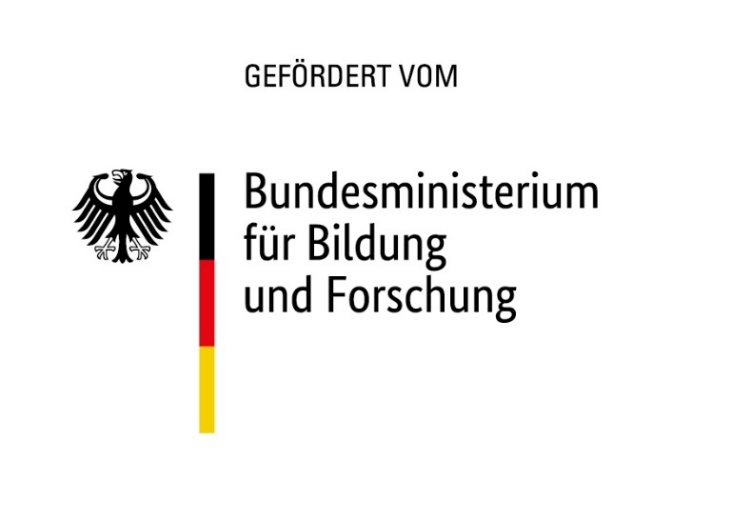 GEFÖRDERT VOM
Bundesministerium
für Bildung
und Forschung